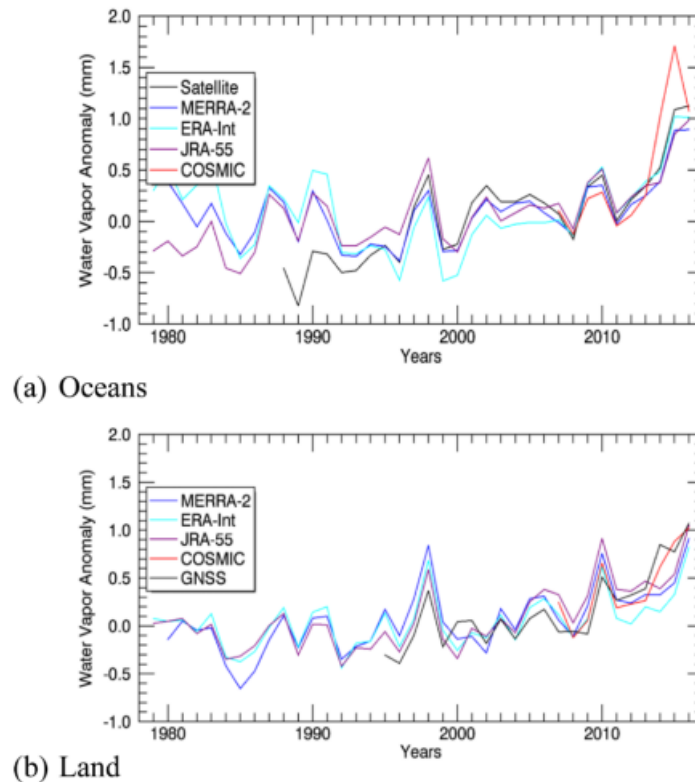 2.0
1.5
1.0
0.5
0.0
-0.5
-1.0
Water Vapor Anomaly (mm)
Satellite
MERRA-2
ERA-Int
JRA-55
COSMIC
1980 1990 2000 2010
Years
(a) Oceans
2.0
1.5
1.0
0.5
0.0
-0.5
-1.0
Water Vapor Anomaly (mm)
MERRA-2
ERA-Int
JRA-55
COSMIC
GNSS
1980 1990 2000 2010
Years
(b) Land